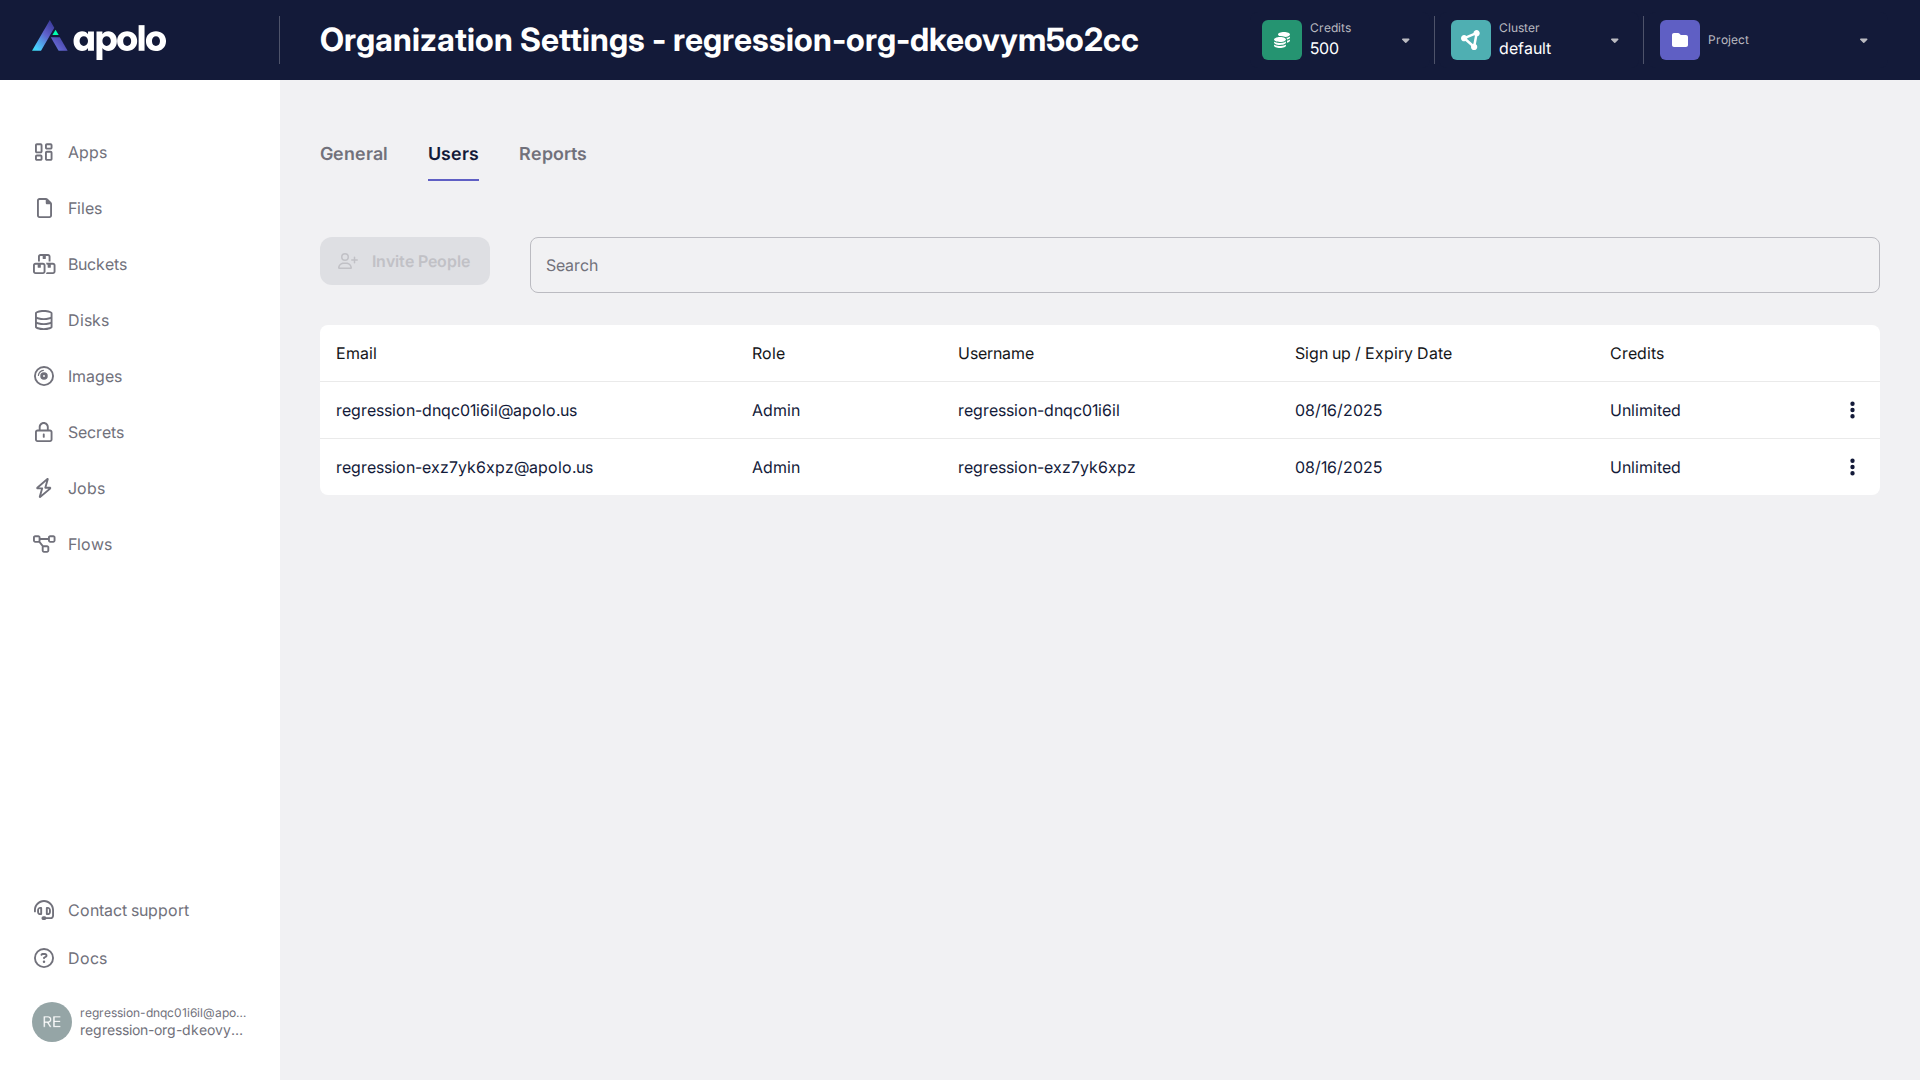 apolo
Organization Settings - regression-org-dkeovym5o2cc
Credits
500
Cluster
default
Project
Apps
Files
Buckets
Disks
Images
Secrets
Jobs
Flows
Contact support
Docs
RE
regression-dnqc01i6il@apo...
regression-org-dkeovy...
General Users Reports
Invite People
Search
Email Role Username Sign up / Expiry Date Credits
regression-dnqc01i6il@apolo.us Admin regression-dnqc01i6il 08/16/2025 Unlimited
regression-exz7yk6xpz@apolo.us Admin regression-exz7yk6xpz 08/16/2025 Unlimited